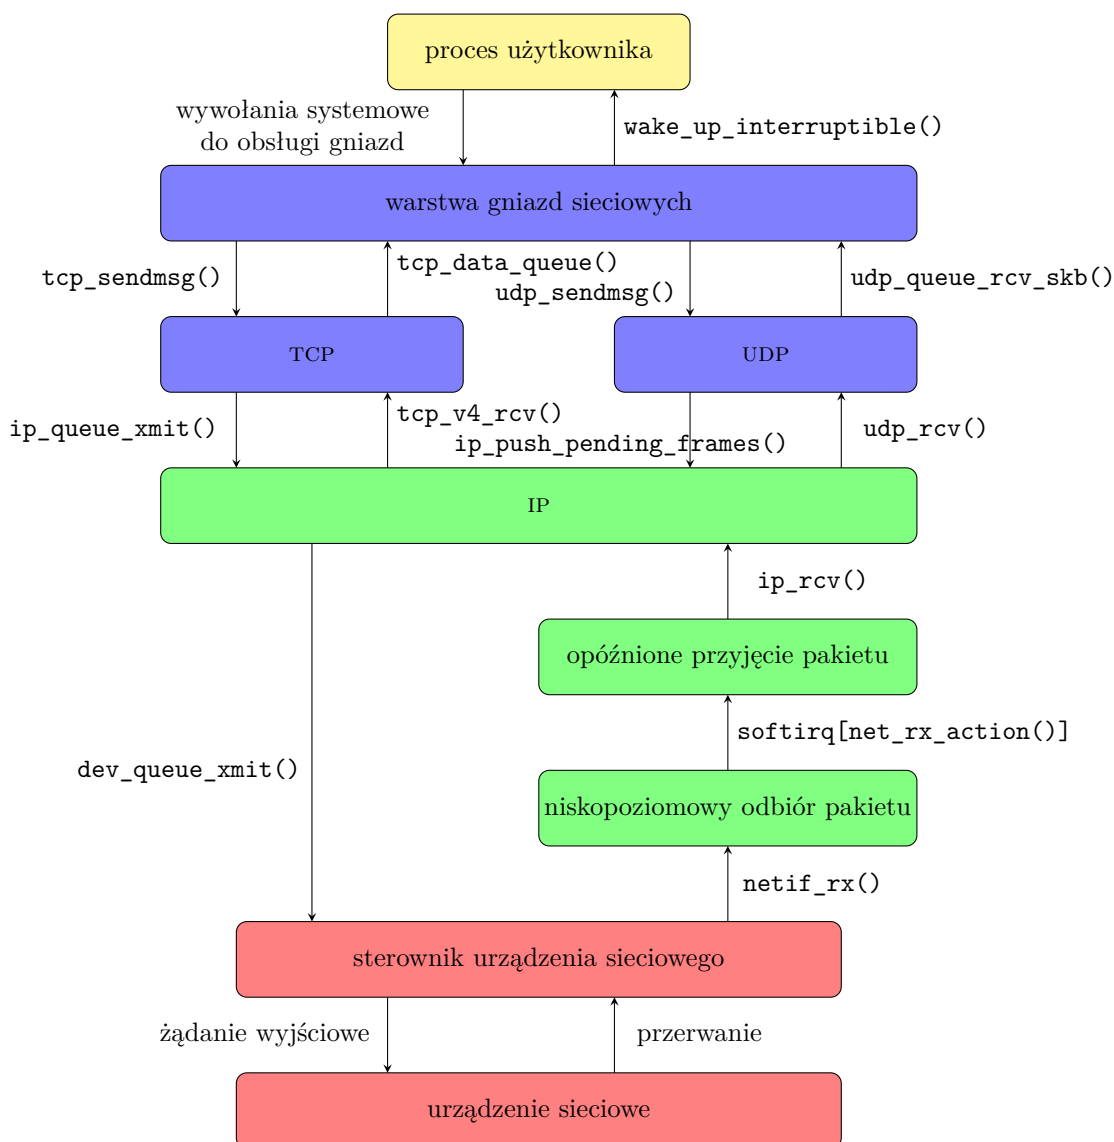 proces użytkownika
wywołania systemowe
do obsługi gniazd
wake_up_interruptible()
warstwa gniazd sieciowych
tcp_sendmsg()
tcp_data_queue()
udp_sendmsg()
udp_queue_rcv_skb()
TCP
UDP
ip_queue_xmit()
tcp_v4_rcv()
ip_push_pending_frames()
udp_rcv()
IP
ip_rcv()
opóźnione przyjęcie pakietu
softirq[net_rx_action()]
dev_queue_xmit()
niskopoziomowy odbiór pakietu
netif_rx()
sterownik urządzenia sieciowego
żądanie wyjściowe
przerwanie
urządzenie sieciowe